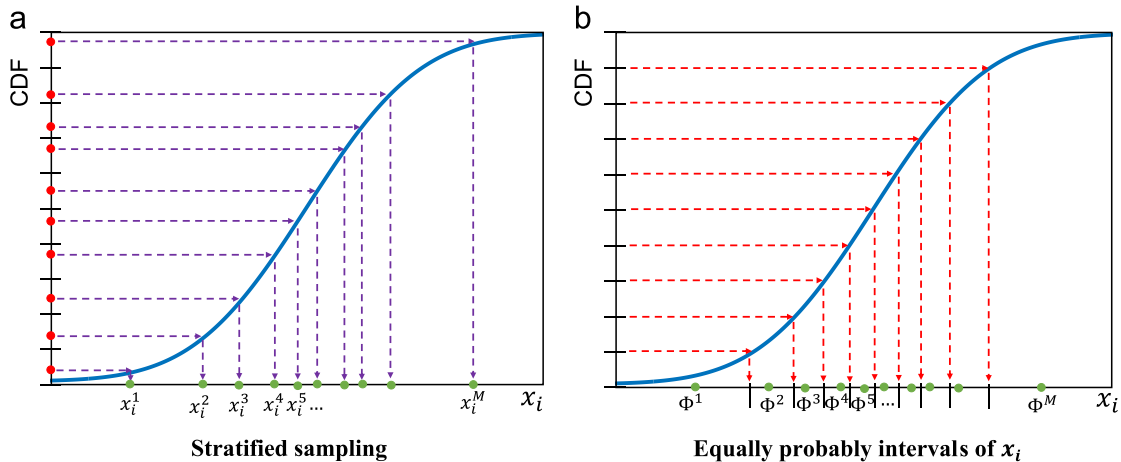 a
CDF
x_i^1 x_i^2 x_i^3 x_i^4 x_i^5 ... x_i^M x_i
Stratified sampling
b
CDF
Φ^1 Φ^2 Φ^3 Φ^4 Φ^5 ... Φ^M x_i
Equally probably intervals of x_i